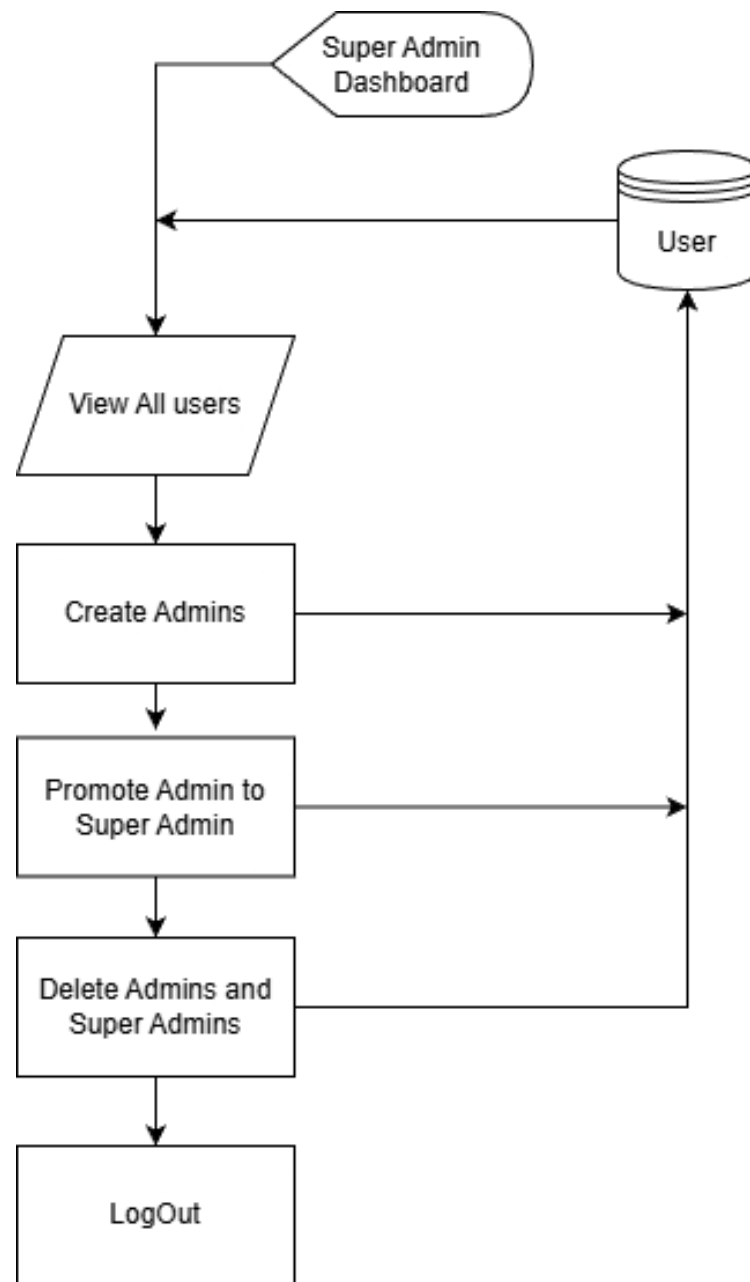 Super Admin
Dashboard
User
View All users
Create Admins
Promote Admin to
Super Admin
Delete Admins and
Super Admins
LogOut